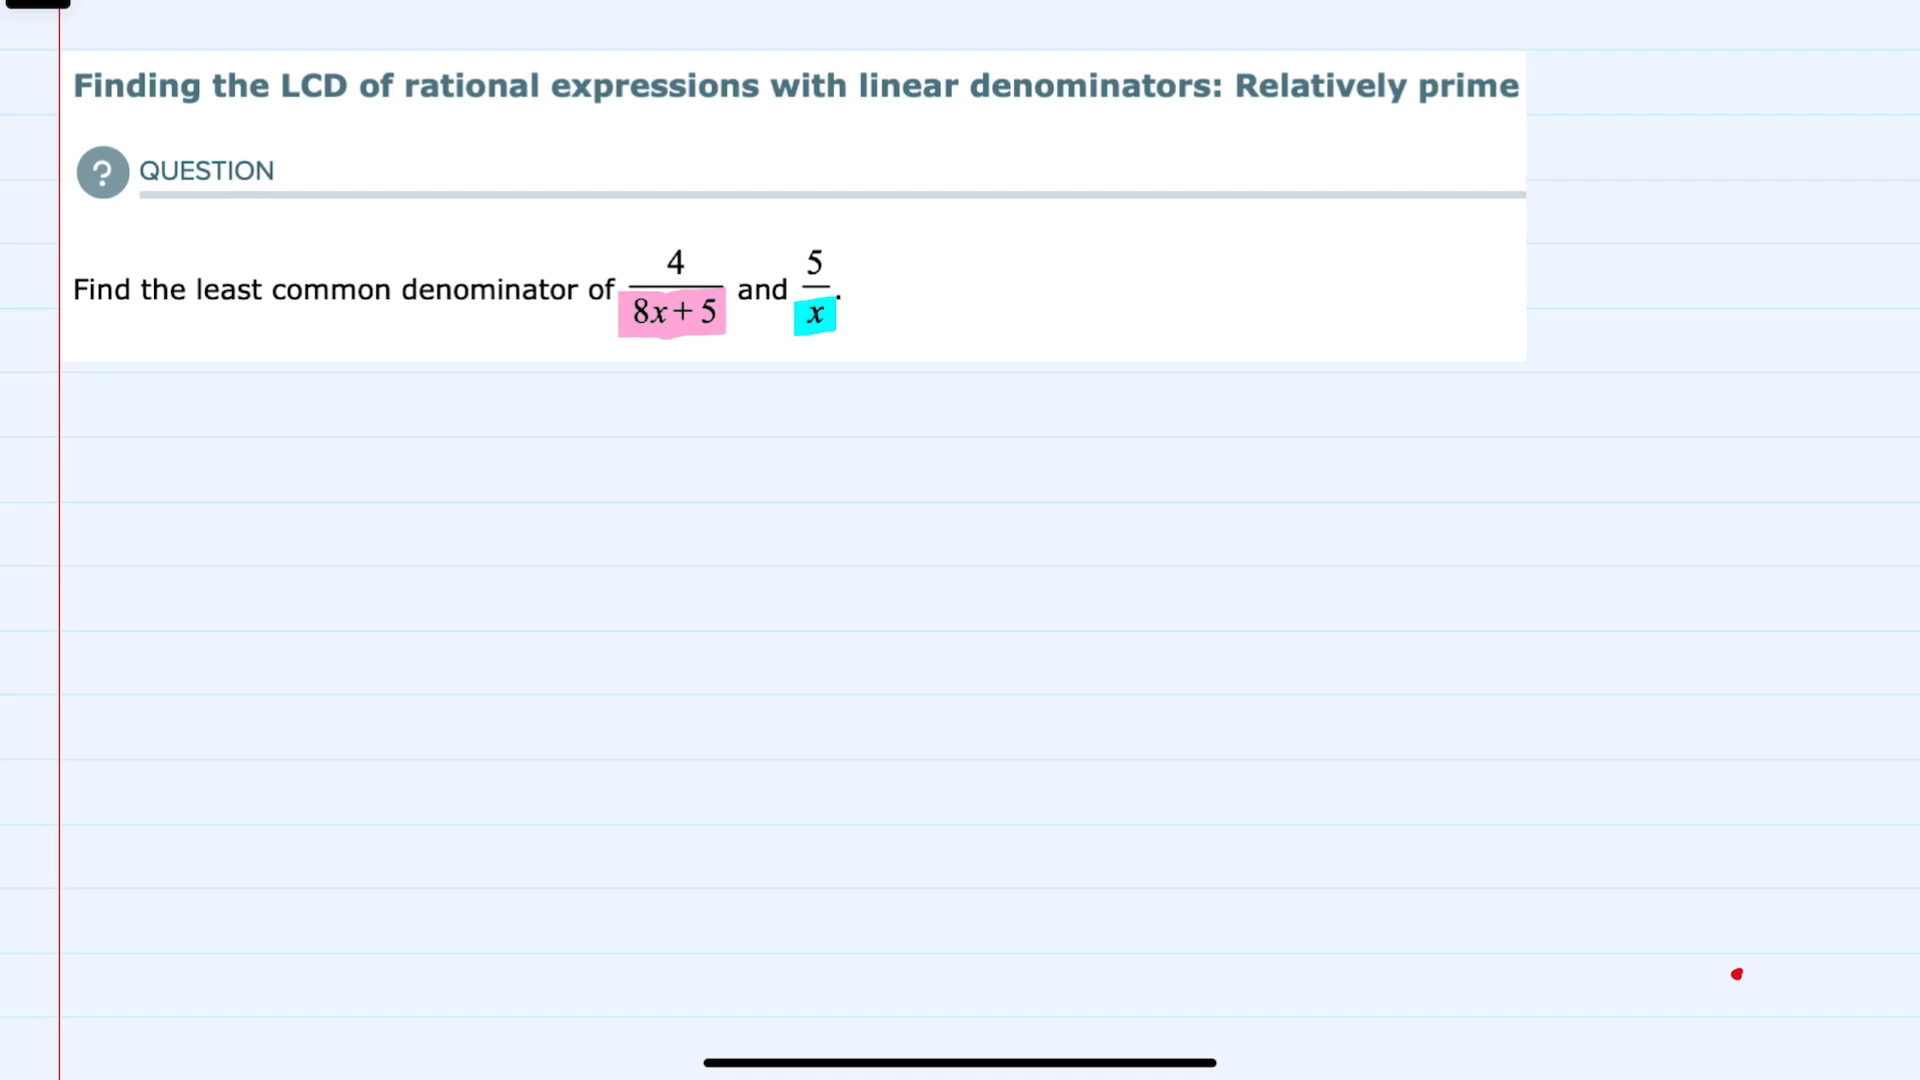 Finding the LCD of rational expressions with linear denominators: Relatively prime
? QUESTION
Find the least common denominator of 4/(8x+5) and 5/x.